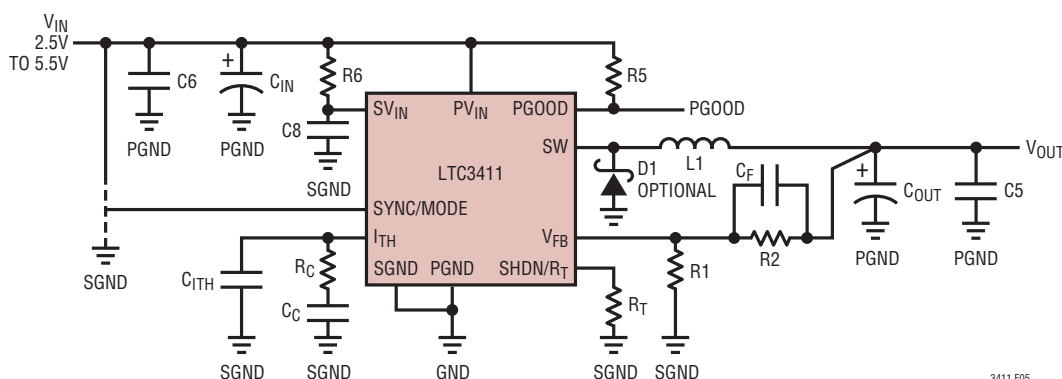 VIN
2.5V
TO 5.5V
C6
CIN
+
R6
R5
PGND
PGND
C8
SGND
SVIN
PVIN
PGOOD
PGOOD
SW
L1
VOUT
LTC3411
D1
OPTIONAL
CF
+
COUT
C5
SYNC/MODE
ITH
VFB
R2
R1
PGND
PGND
SGND
CITH
RC
CC
SGND
PGND
SHDN/RT
RT
SGND
SGND
GND
SGND
SGND
3411 F05